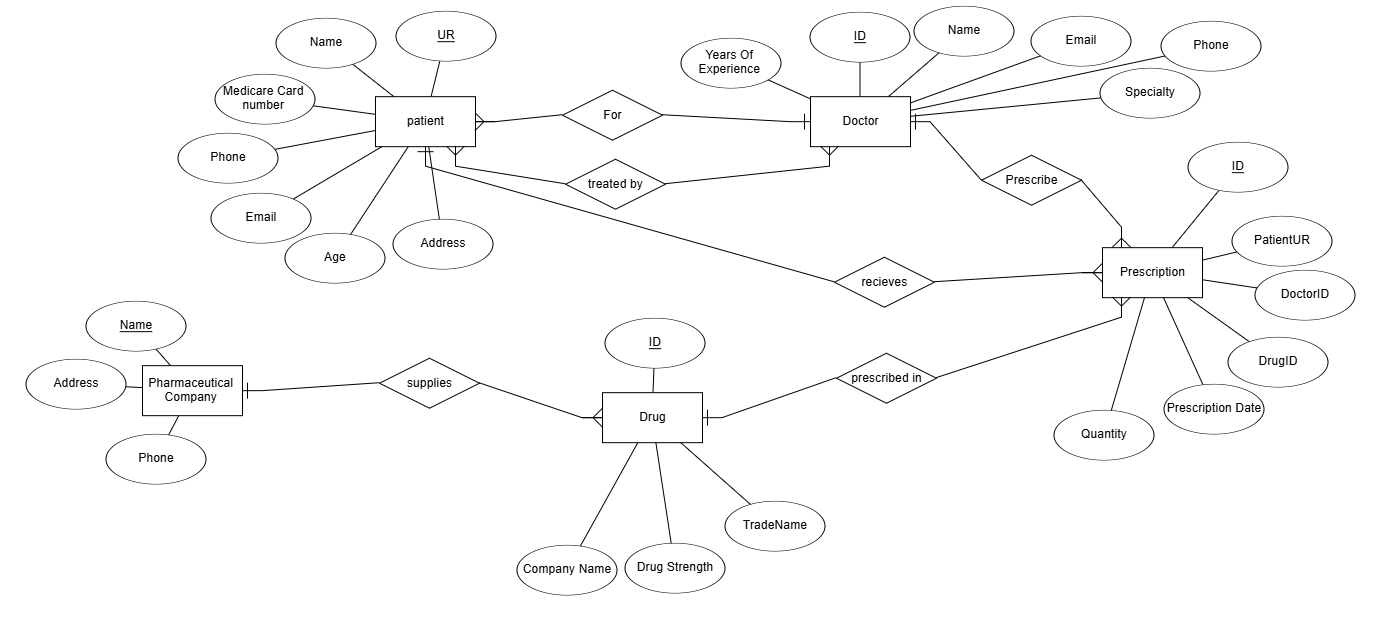 Name
UR
Years Of
Experience
ID
Name
Email
Phone
Medicare Card
number
Specialty
patient
For
Doctor
Phone
treated by
Prescribe
ID
Email
Age
Address
PatientUR
recieves
Prescription
DoctorID
Name
ID
Address
Pharmaceutical
Company
supplies
prescribed in
DrugID
Drug
Prescription Date
Phone
Quantity
TradeName
Company Name
Drug Strength